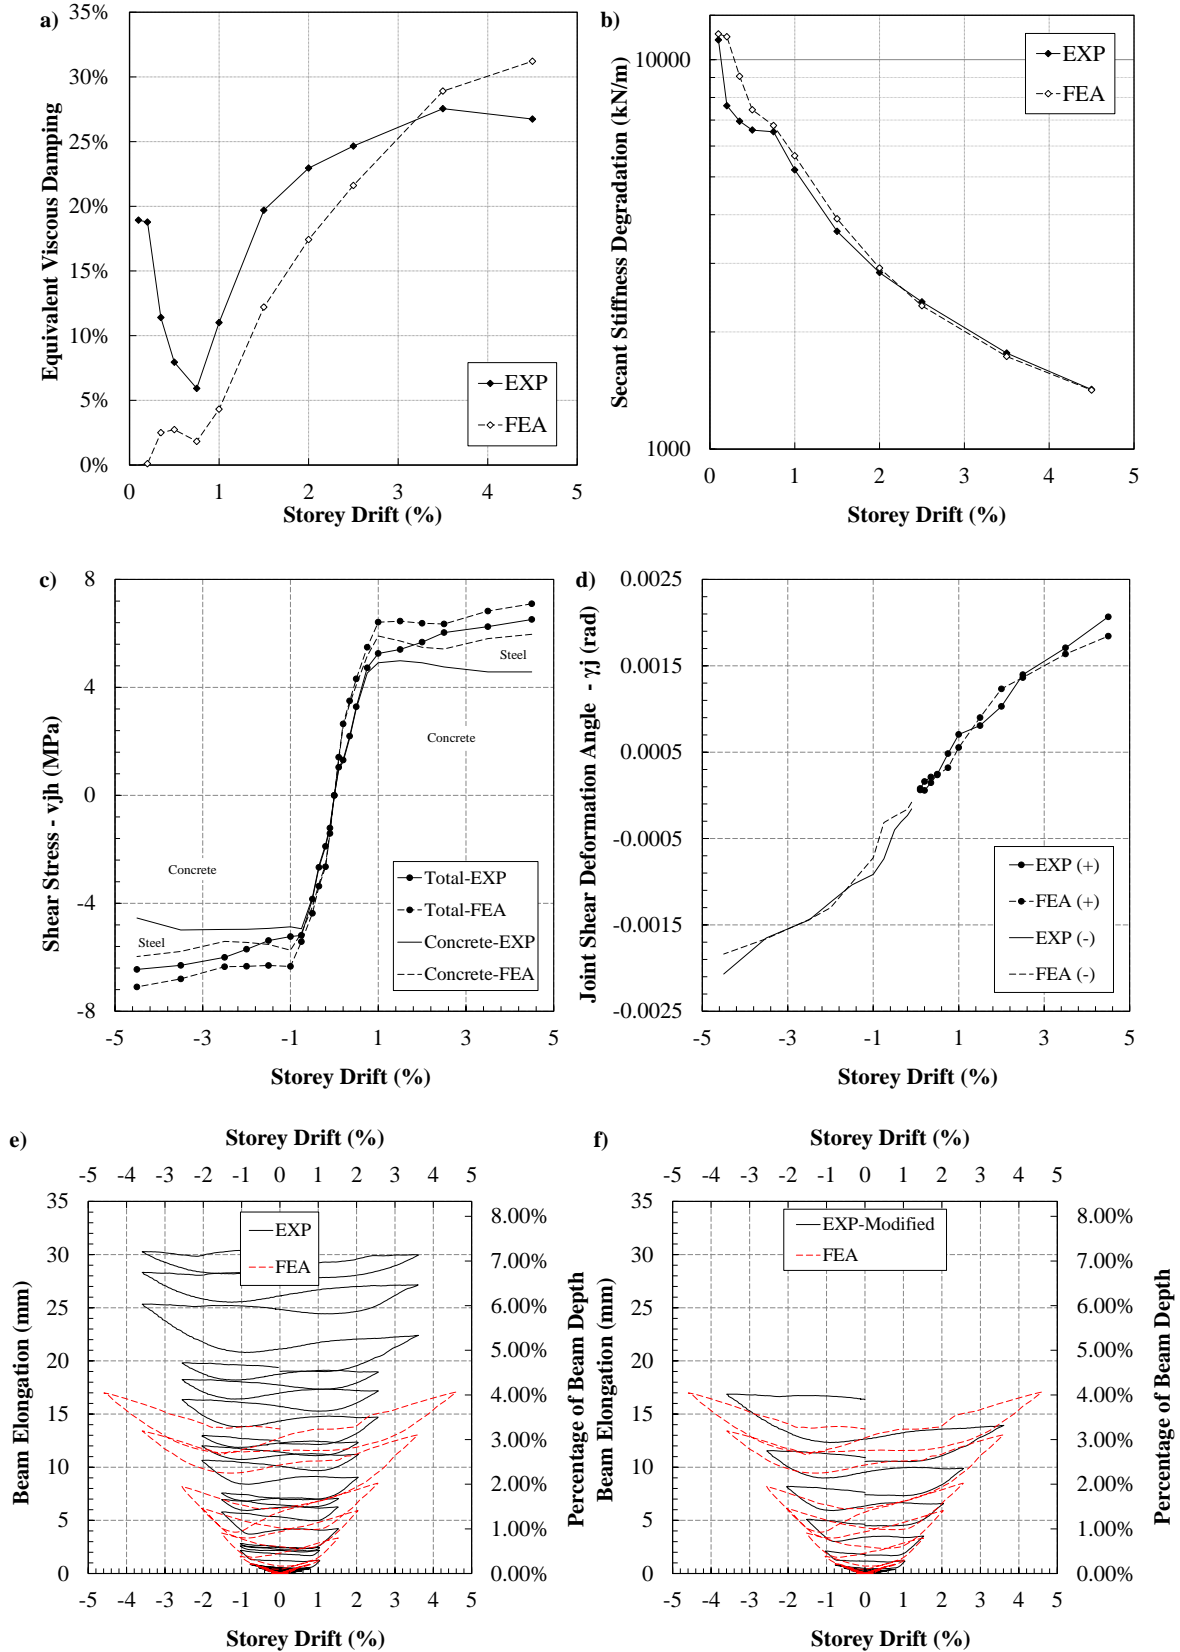 a)
Equivalent Viscous Damping
35%
30%
25%
20%
15%
10%
5%
0%
EXP
FEA
0 1 2 3 4 5
Storey Drift (%)
b)
Secant Stiffness Degradation (kN/m)
10000
1000
EXP
FEA
0 1 2 3 4 5
Storey Drift (%)
c)
Shear Stress - vjh (MPa)
8
4
0
-4
-8
Steel
Concrete
Concrete
Steel
Total-EXP
Total-FEA
Concrete-EXP
Concrete-FEA
-5 -3 -1 1 3 5
Storey Drift (%)
d)
Joint Shear Deformation Angle - γj (rad)
0.0025
0.0015
0.0005
-0.0005
-0.0015
-0.0025
EXP (+)
FEA (+)
EXP (-)
FEA (-)
-5 -3 -1 1 3 5
Storey Drift (%)
e)
Storey Drift (%)
-5 -4 -3 -2 -1 0 1 2 3 4 5
Beam Elongation (mm)
35
30
25
20
15
10
5
0
EXP
FEA
8.00%
7.00%
6.00%
5.00%
4.00%
3.00%
2.00%
1.00%
0.00%
Percentage of Beam Depth
-5 -4 -3 -2 -1 0 1 2 3 4 5
Storey Drift (%)
f)
Storey Drift (%)
-5 -4 -3 -2 -1 0 1 2 3 4 5
Beam Elongation (mm)
35
30
25
20
15
10
5
0
EXP-Modified
FEA
8.00%
7.00%
6.00%
5.00%
4.00%
3.00%
2.00%
1.00%
0.00%
Percentage of Beam Depth
-5 -4 -3 -2 -1 0 1 2 3 4 5
Storey Drift (%)